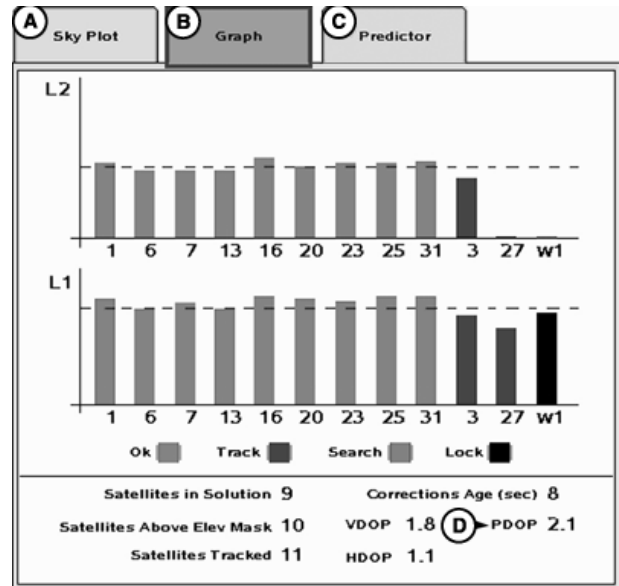 A Sky Plot B Graph C Predictor
L2
1 6 7 13 16 20 23 25 31 3 27 W1
L1
1 6 7 13 16 20 23 25 31 3 27 W1
Ok Track Search Lock
Satellites in Solution 9 Corrections Age (sec) 8
Satellites Above Elev Mask 10 VDOP 1.8 D PDOP 2.1
Satellites Tracked 11 HDOP 1.1